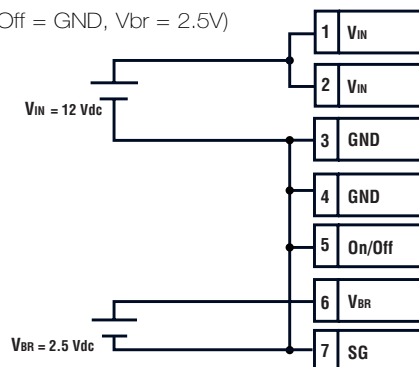 Off = GND, Vbr = 2.5V)
1 VIN
2 VIN
VIN = 12 Vdc
3 GND
4 GND
5 On/Off
6 VBR
VBR = 2.5 Vdc
7 SG